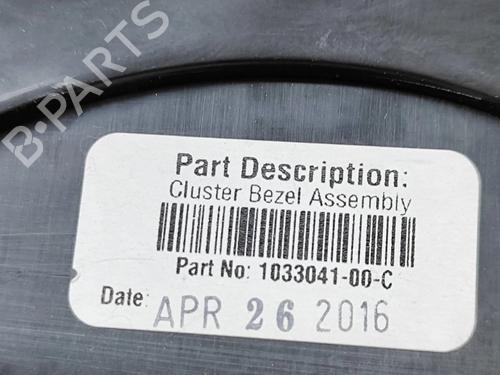 B-PARTS
Part Description:
Cluster Bezel Assembly
Part No: 1033041-00-C
Date: APR 26 2016